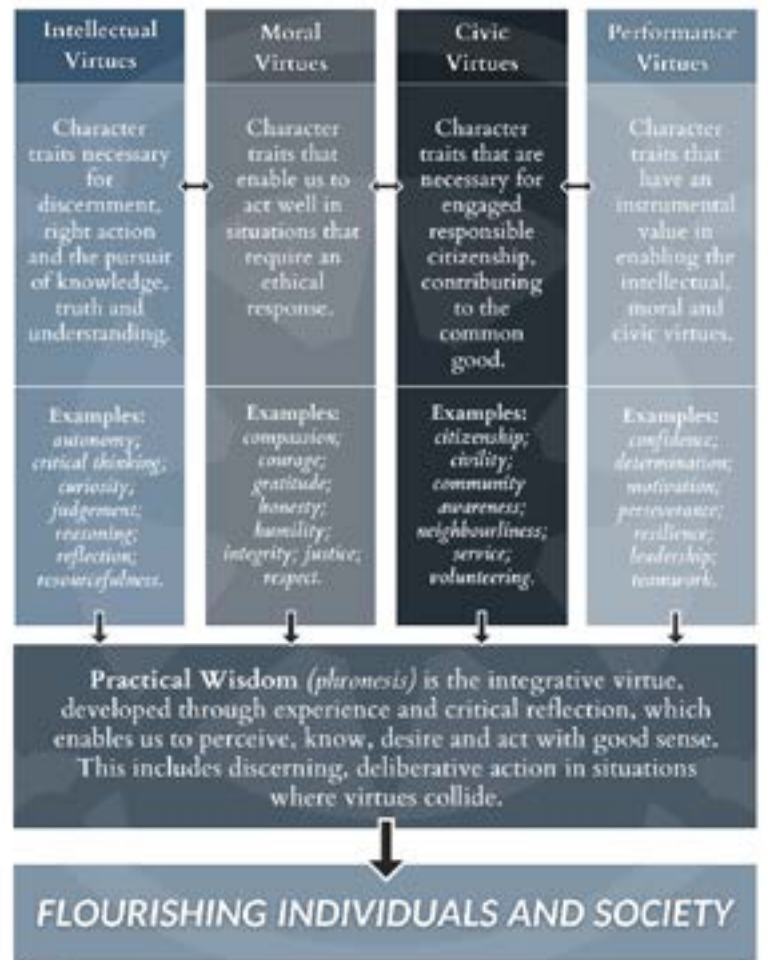 Intellectual
Virtues
Character
traits necessary
for
discernment,
right action
and the pursuit
of knowledge,
truth and
understanding.
Examples:
autonomy;
critical thinking;
curiosity;
judgement;
reasoning;
reflection;
resourcefulness.
Moral
Virtues
Character
traits that
enable us to
act well in
situations that
require an
ethical
response.
Examples:
compassion;
courage;
gratitude;
honesty;
humility;
integrity; justice;
respect.
Civic
Virtues
Character
traits that are
necessary for
engaged
responsible
citizenship,
contributing
to the
common
good.
Examples:
citizenship;
civility;
community
awareness;
neighbourliness;
service;
volunteering.
Performance
Virtues
Character
traits that
have an
instrumental
value in
enabling the
intellectual,
moral and
civic virtues.
Examples:
confidence;
determination;
motivation;
perseverance;
resilience;
leadership;
teamwork.
Practical Wisdom (phronesis) is the integrative virtue,
developed through experience and critical reflection, which
enables us to perceive, know, desire and act with good sense.
This includes discerning, deliberative action in situations
where virtues collide.
FLOURISHING INDIVIDUALS AND SOCIETY